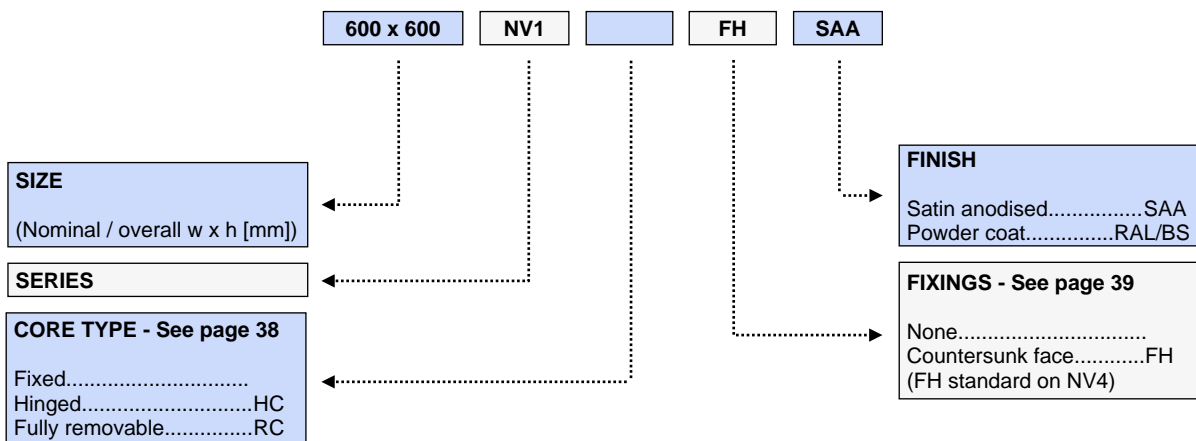 600 x 600 NV1 FH SAA
SIZE
(Nominal / overall w x h [mm])
SERIES
CORE TYPE - See page 38
Fixed...............................
Hinged.............................HC
Fully removable...............RC
FINISH
Satin anodised................SAA
Powder coat...............RAL/BS
FIXINGS - See page 39
None................................
Countersunk face............FH
(FH standard on NV4)